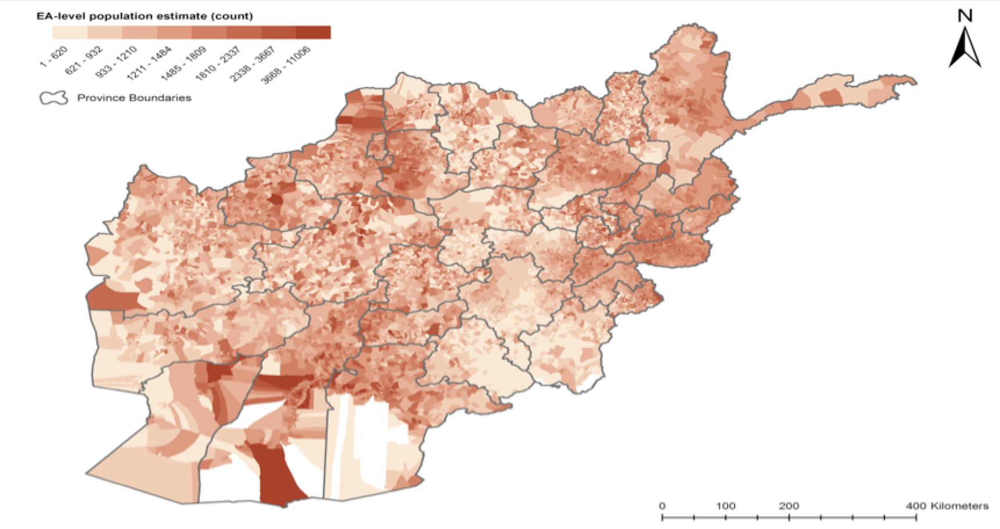 EA-level population estimate (count)
1 - 620
621 - 932
933 - 1210
1211 - 1484
1485 - 1809
1810 - 2337
2338 - 3667
3668 - 11006
Province Boundaries
N
0 100 200 400 Kilometers